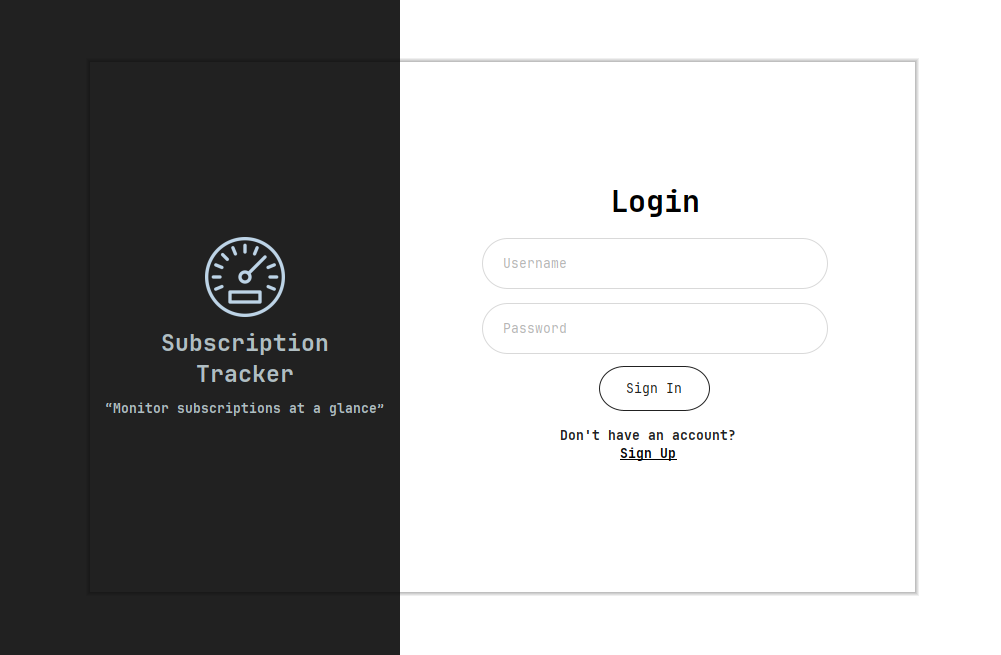 Subscription
Tracker
“Monitor subscriptions at a glance”
Login
Username
Password
Sign In
Don't have an account?
Sign Up